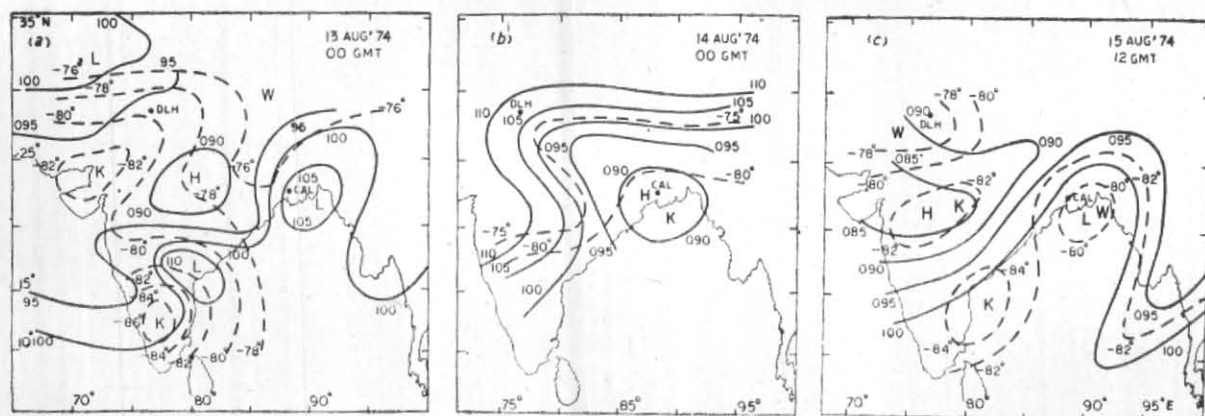 35°N
(a)
13 AUG'74
00 GMT
100
L
-76°
-78°
95
100
-80°
DLH
W
095
-76°
96
100
090
-25°
-82°
K
-82°
H
-78°
-76°
105
CAL
L
105
090
-80°
100
110
L
15°
95
-82°
-84°
-86°
K
10°
100
-84°
-82
-80
-78°
100
70°
80°
90°
(b)
14 AUG'74
00 GMT
110
110
DLH
105
105
-75°
100
095
095
090
-80°
H
CAL
K
090
-75°
-80°
095
110
105
100
75°
85°
95°
(c)
15 AUG'74
12 GMT
090
-78°
-80°
DLH
W
090
095
-78°
085
-80°
-82°
H
K
CAL
-80°
-82°
L
W
-80°
085
-82°
090
-84°
095
K
100
-84°
-82°
095
100
-82°
70°
80°
90°
95°E